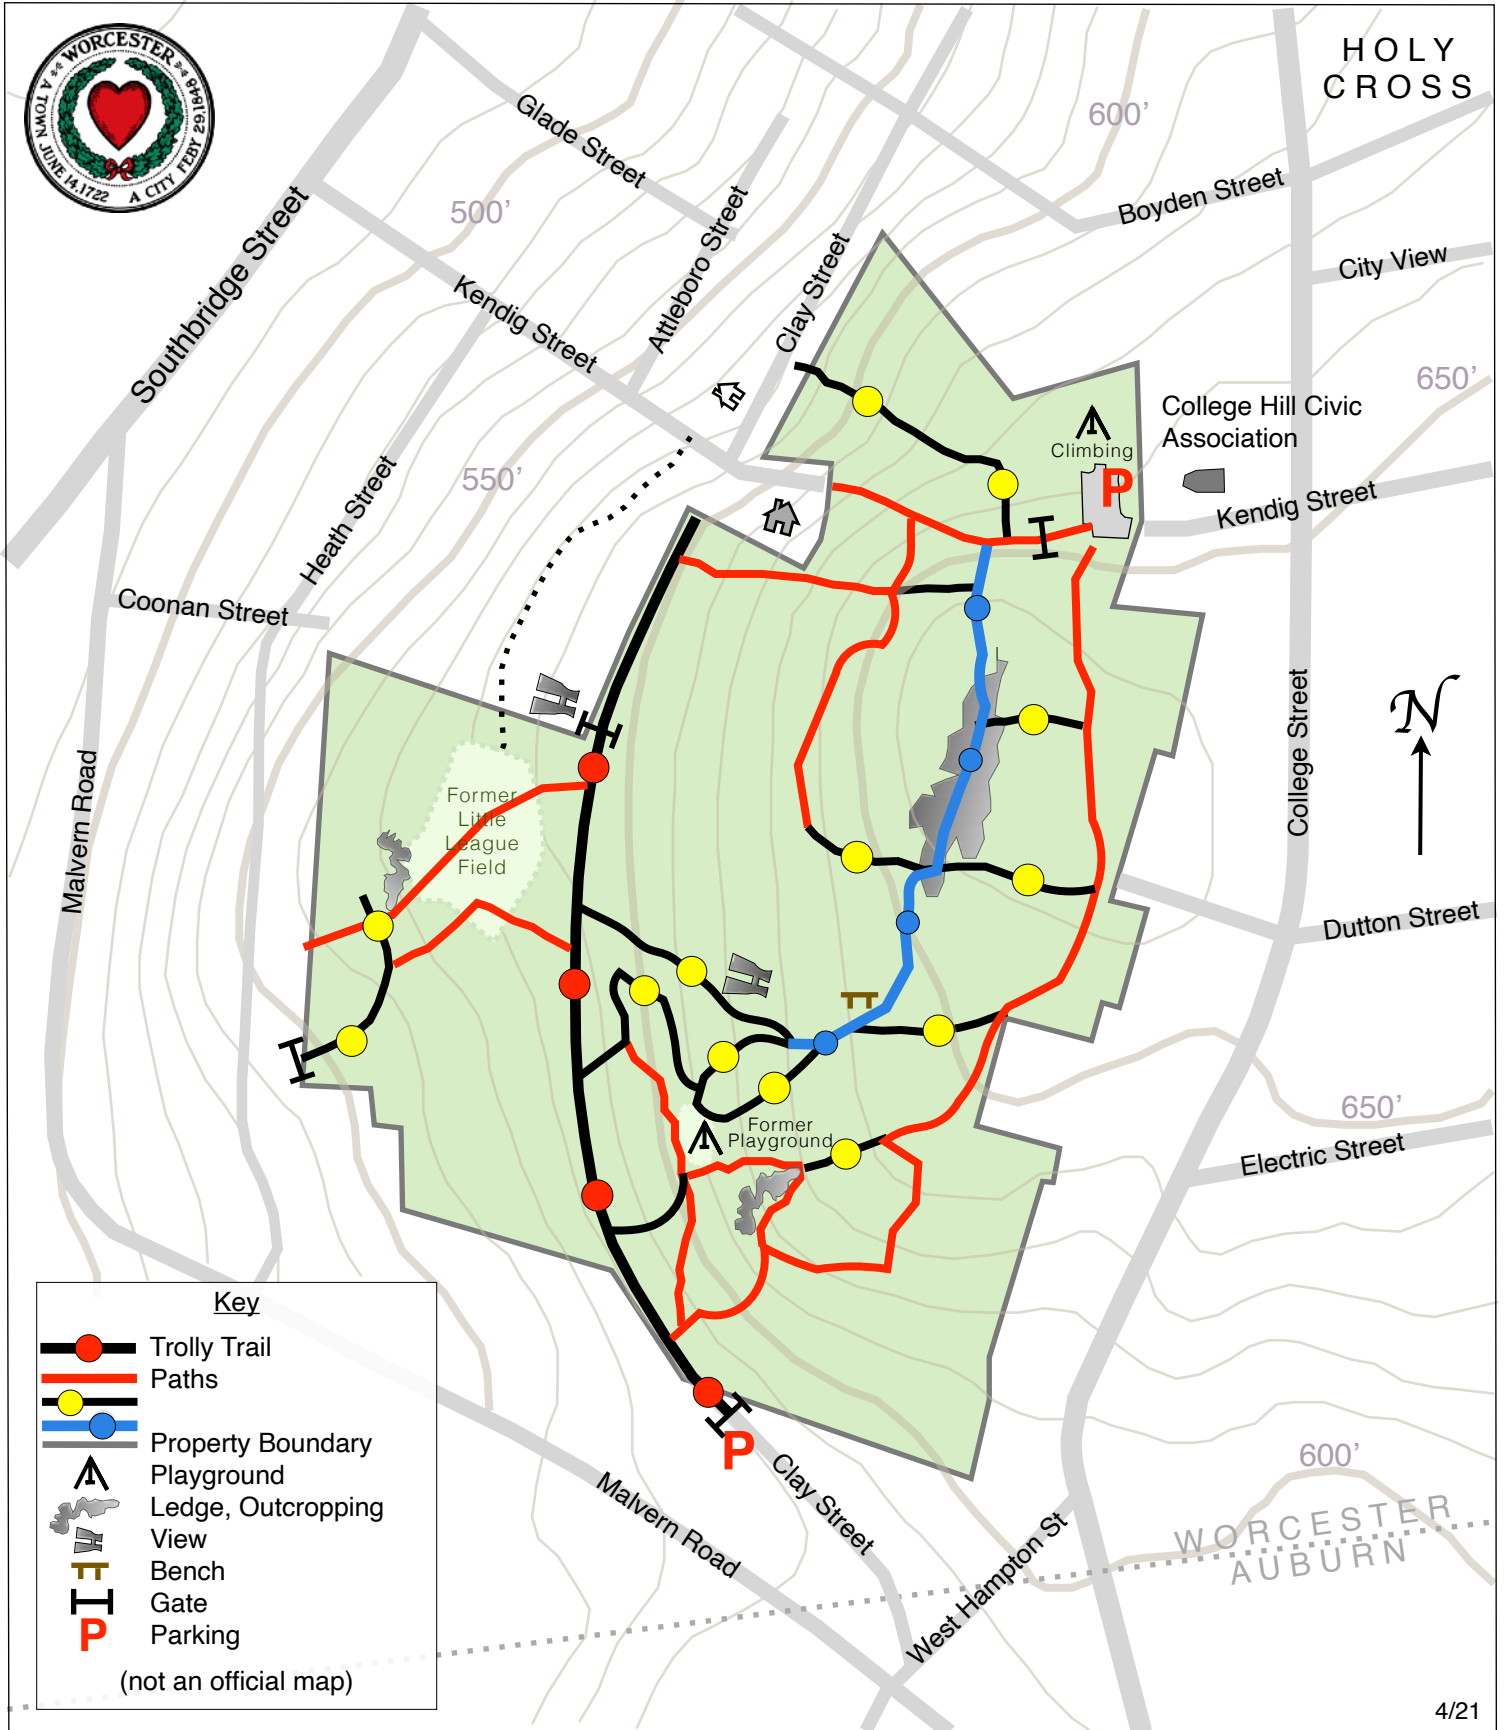 WORCESTER
A TOWN JUNE 14, 1722
A CITY FEBY 29, 1848
HOLY
CROSS
600’
Glade Street
Boyden Street
500’
Southbridge Street
Attleboro Street
Clay Street
City View
Kendig Street
650’
College Hill Civic
Association
Climbing
P
550’
Kendig Street
Heath Street
Coonan Street
N
College Street
Malvern Road
Former
Little
League
Field
Dutton Street
650’
Former
Playground
Electric Street
Key
Trolly Trail
Paths
Property Boundary
Playground
Ledge, Outcropping
View
Bench
Gate
P Parking
(not an official map)
P
Clay Street
Malvern Road
600’
WORCESTER
AUBURN
West Hampton St
4/21